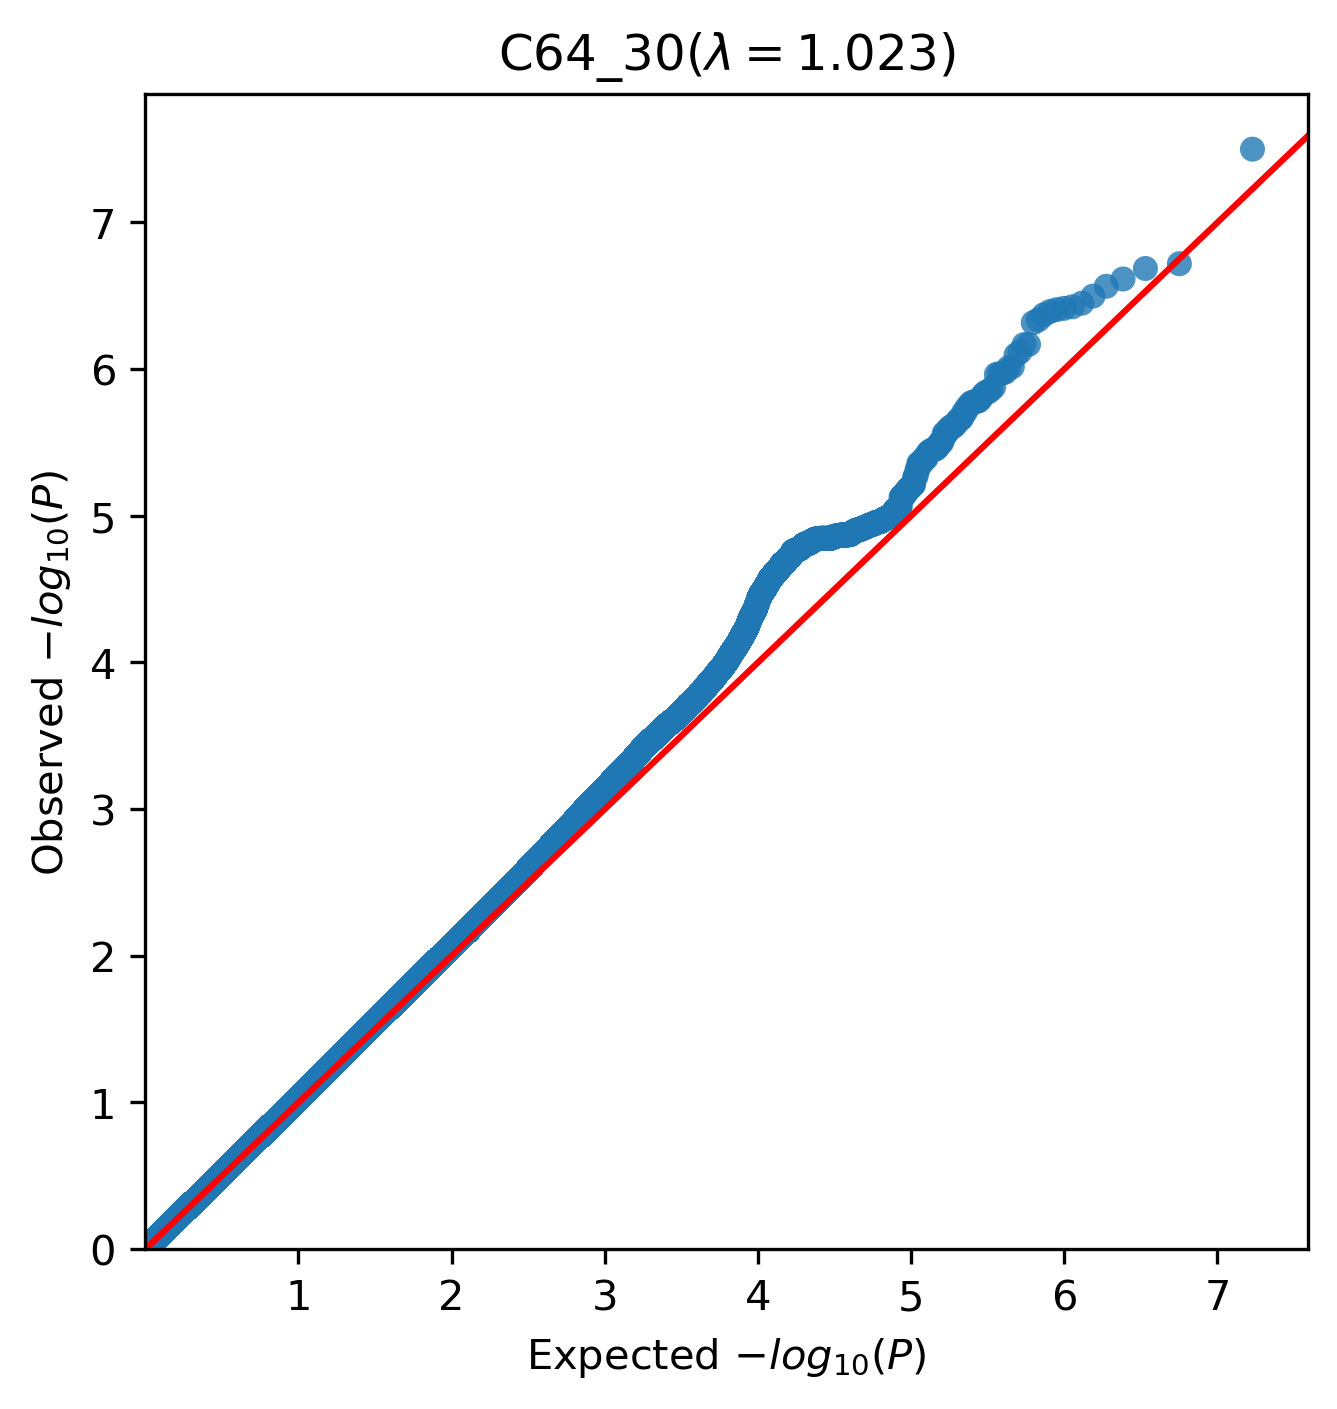 C64_30(λ = 1.023)
Observed −log₁₀(P)
7
6
5
4
3
2
1
0
1 2 3 4 5 6 7
Expected −log₁₀(P)